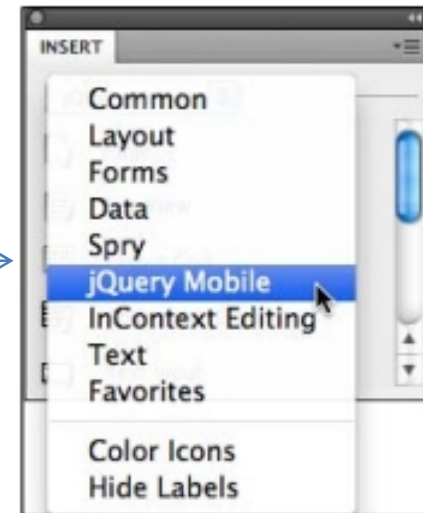 INSERT
Common
Layout
Forms
Data
Spry
jQuery Mobile
InContext Editing
Text
Favorites
Color Icons
Hide Labels